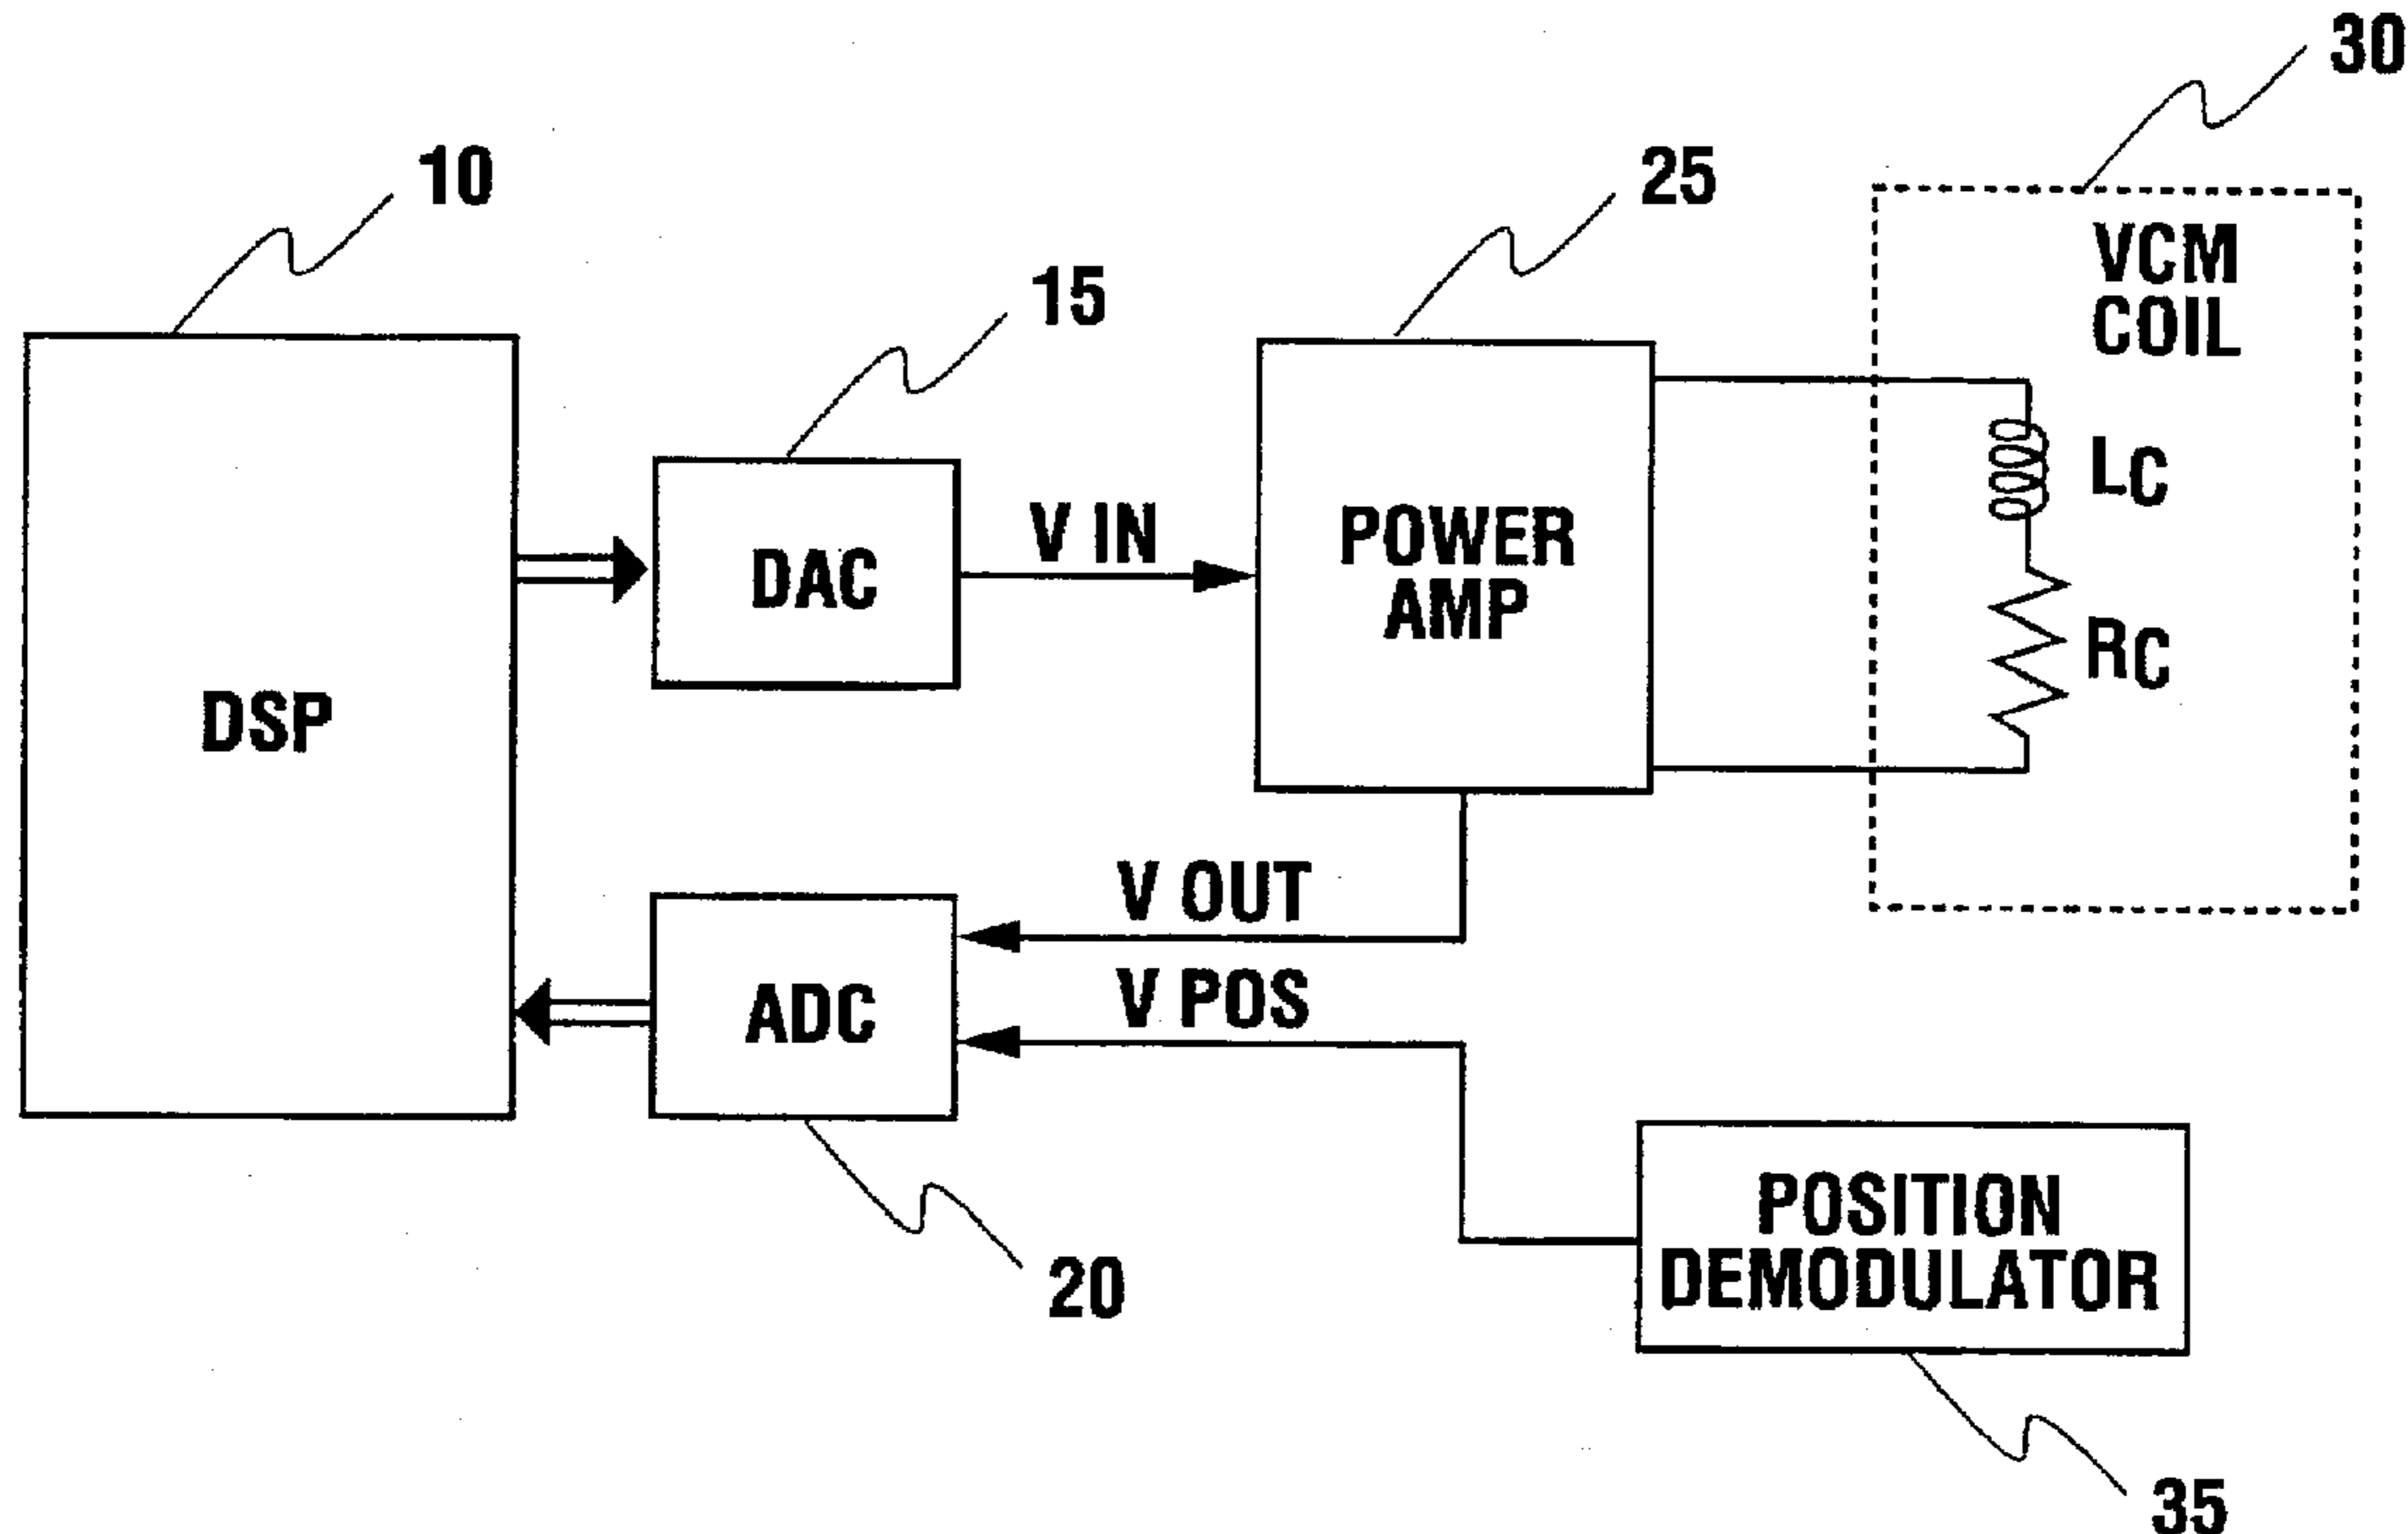 30
10
25
15
VCM
COIL
LC
V IN
POWER
AMP
DAC
RC
DSP
V OUT
V POS
ADC
POSITION
DEMODULATOR
20
35